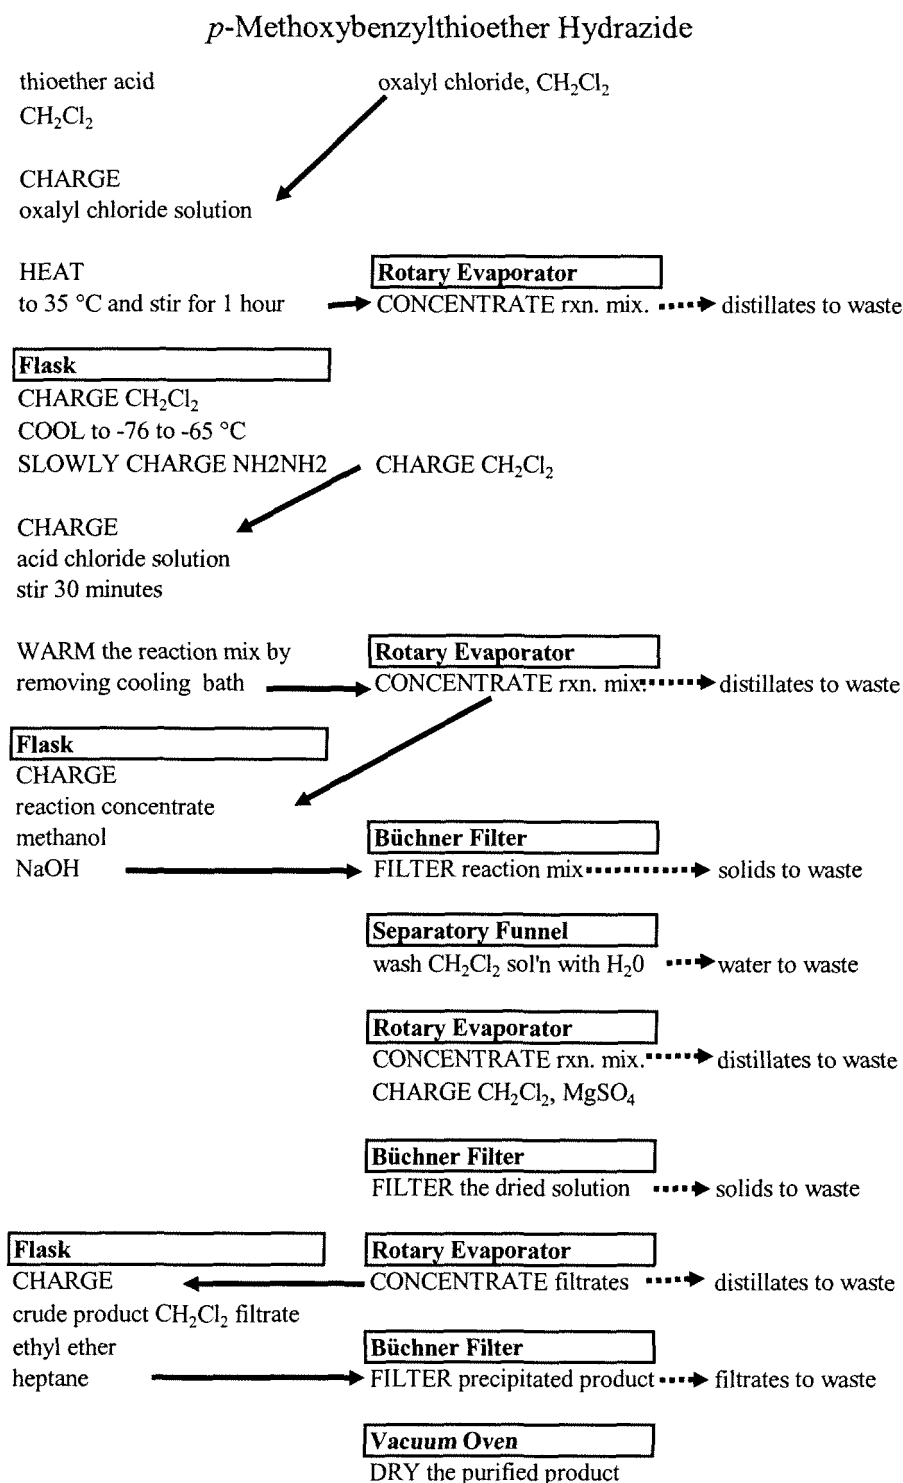 p-Methoxybenzylthioether Hydrazide
thioether acid
CH₂Cl₂
oxalyl chloride, CH₂Cl₂
CHARGE
oxalyl chloride solution
HEAT
to 35 °C and stir for 1 hour
Rotary Evaporator
CONCENTRATE rxn. mix.
distillates to waste
Flask
CHARGE CH₂Cl₂
COOL to -76 to -65 °C
SLOWLY CHARGE NH2NH2
CHARGE CH₂Cl₂
CHARGE
acid chloride solution
stir 30 minutes
WARM the reaction mix by
removing cooling bath
Rotary Evaporator
CONCENTRATE rxn. mix.
distillates to waste
Flask
CHARGE
reaction concentrate
methanol
NaOH
Büchner Filter
FILTER reaction mix
solids to waste
Separatory Funnel
wash CH₂Cl₂ sol'n with H₂0
water to waste
Rotary Evaporator
CONCENTRATE rxn. mix.
distillates to waste
CHARGE CH₂Cl₂, MgSO₄
Büchner Filter
FILTER the dried solution
solids to waste
Flask
CHARGE
crude product CH₂Cl₂ filtrate
ethyl ether
heptane
Rotary Evaporator
CONCENTRATE filtrates
distillates to waste
Büchner Filter
FILTER precipitated product
filtrates to waste
Vacuum Oven
DRY the purified product